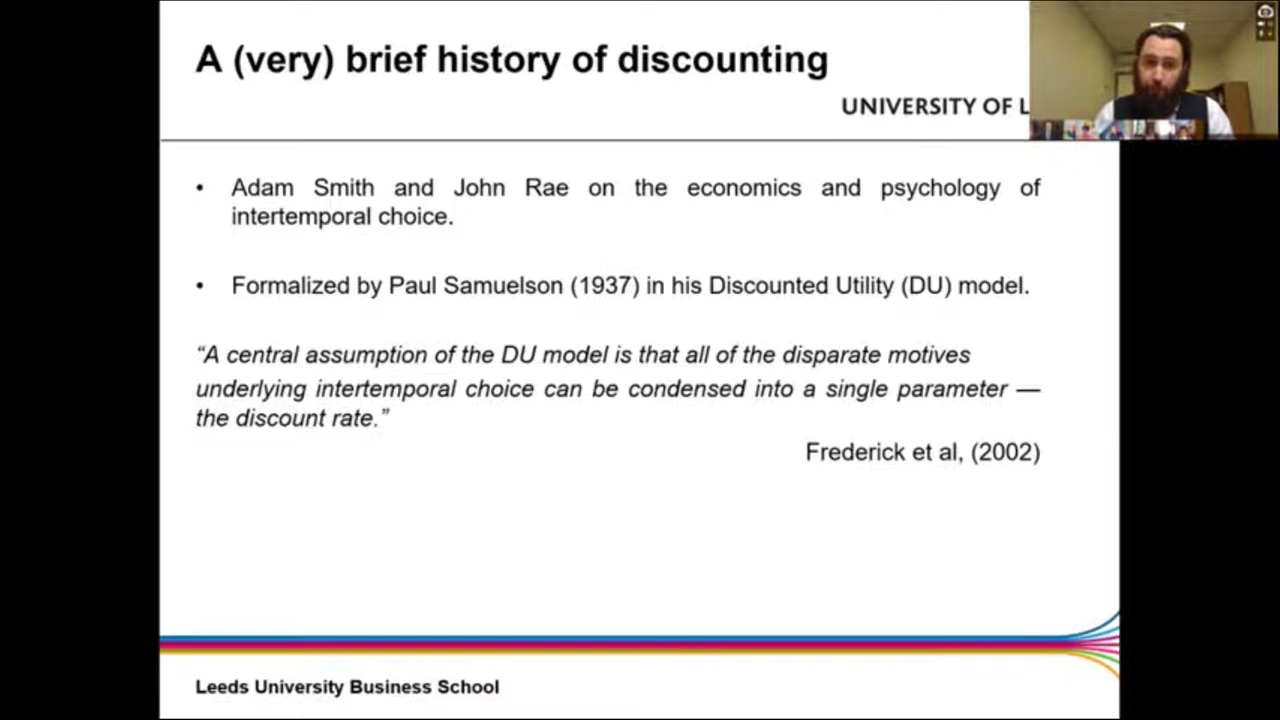 A (very) brief history of discounting
UNIVERSITY OF L
• Adam Smith and John Rae on the economics and psychology of
intertemporal choice.
• Formalized by Paul Samuelson (1937) in his Discounted Utility (DU) model.
“A central assumption of the DU model is that all of the disparate motives
underlying intertemporal choice can be condensed into a single parameter —
the discount rate.”
Frederick et al, (2002)
Leeds University Business School